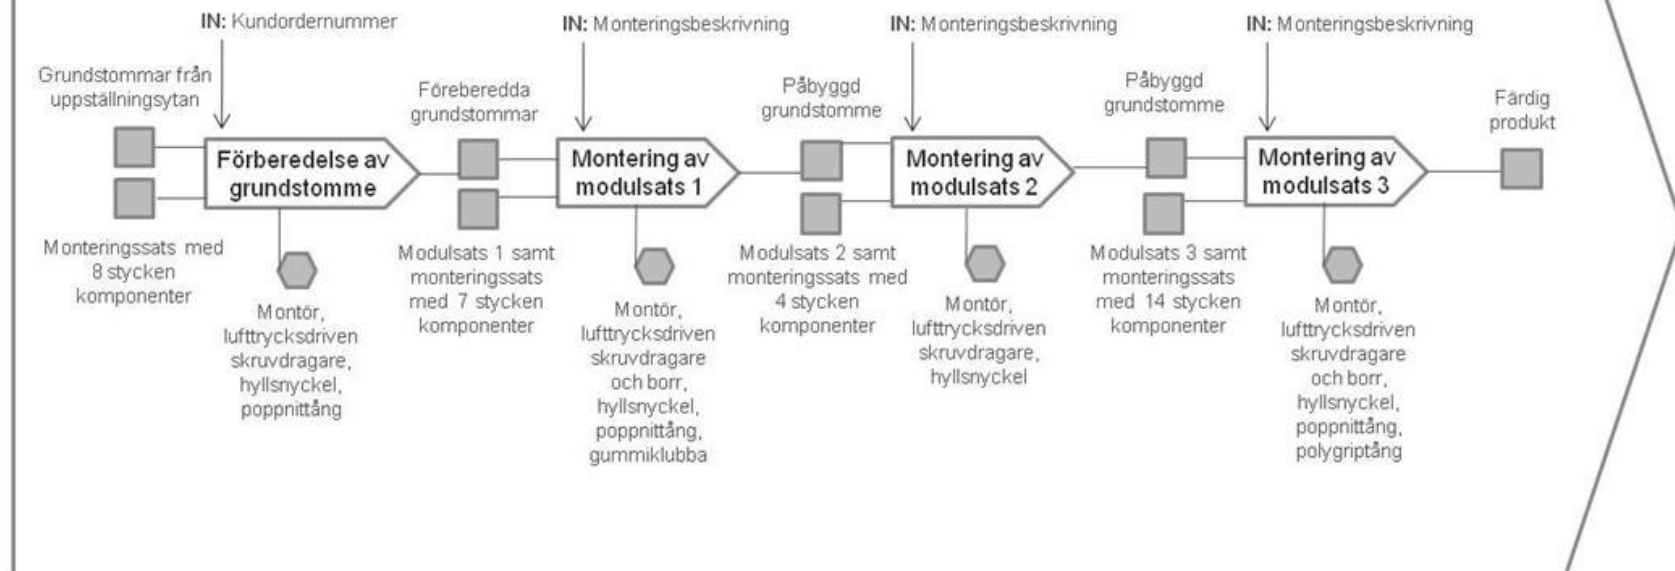 IN: Kundordernummer
IN: Monteringsbeskrivning
IN: Monteringsbeskrivning
IN: Monteringsbeskrivning
Grundstommar från
uppställningsytan
Föreberedda
grundstommar
Påbyggd
grundstomme
Påbyggd
grundstomme
Färdig
produkt
Förberedelse av
grundstomme
Montering av
modulsats 1
Montering av
modulsats 2
Montering av
modulsats 3
Monteringssats med
8 stycken
komponenter
Modulsats 1 samt
monteringssats
med 7 stycken
komponenter
Modulsats 2 samt
monteringssats med
4 stycken
komponenter
Modulsats 3 samt
monteringssats
med 14 stycken
komponenter
Montör,
lufttrycksdriven
skruvdragare,
hyllsnyckel,
poppnittång
Montör,
lufttrycksdriven
skruvdragare
och borr,
hyllsnyckel,
poppnittång,
gummiklubba
Montör,
lufttrycksdriven
skruvdragare,
hyllsnyckel
Montör,
lufttrycksdriven
skruvdragare
och borr,
hyllsnyckel,
poppnittång,
polygriptång